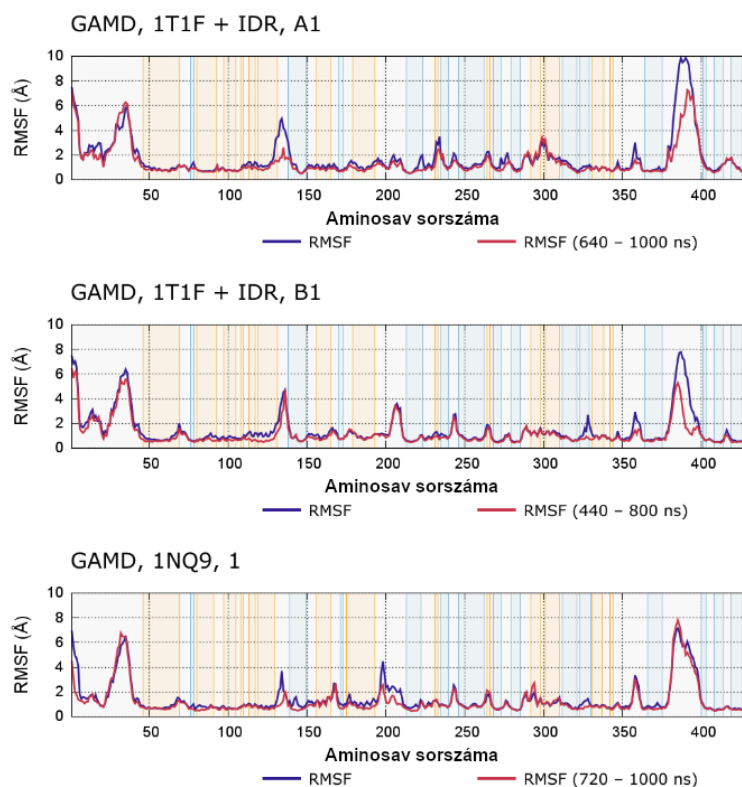 GAMD, 1T1F + IDR, A1
10
8
6
4
2
0
RMSF (Å)
50 100 150 200 250 300 350 400
Aminosav sorszáma
RMSF RMSF (640 – 1000 ns)
GAMD, 1T1F + IDR, B1
10
8
6
4
2
0
RMSF (Å)
50 100 150 200 250 300 350 400
Aminosav sorszáma
RMSF RMSF (440 – 800 ns)
GAMD, 1NQ9, 1
10
8
6
4
2
0
RMSF (Å)
50 100 150 200 250 300 350 400
Aminosav sorszáma
RMSF RMSF (720 – 1000 ns)